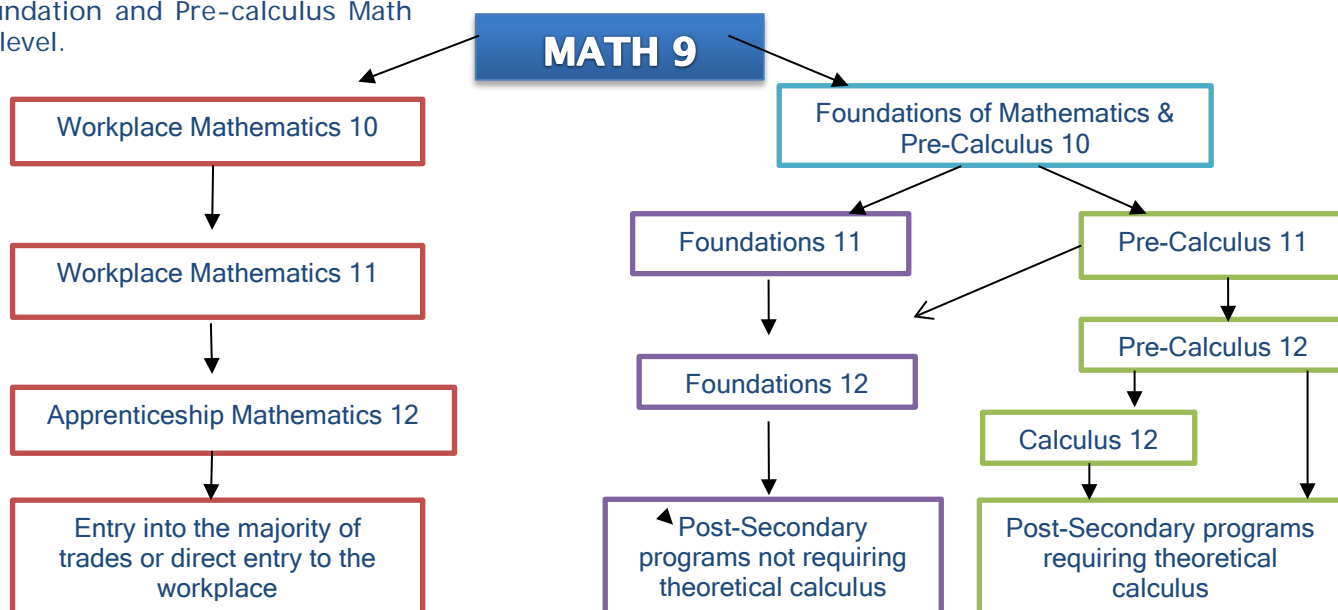 undation and Pre-calculus Math
level.
MATH 9
Workplace Mathematics 10
Foundations of Mathematics &
Pre-Calculus 10
Foundations 11
Pre-Calculus 11
Workplace Mathematics 11
Pre-Calculus 12
Foundations 12
Apprenticeship Mathematics 12
Calculus 12
Entry into the majority of
trades or direct entry to the
workplace
Post-Secondary
programs not requiring
theoretical calculus
Post-Secondary programs
requiring theoretical
calculus